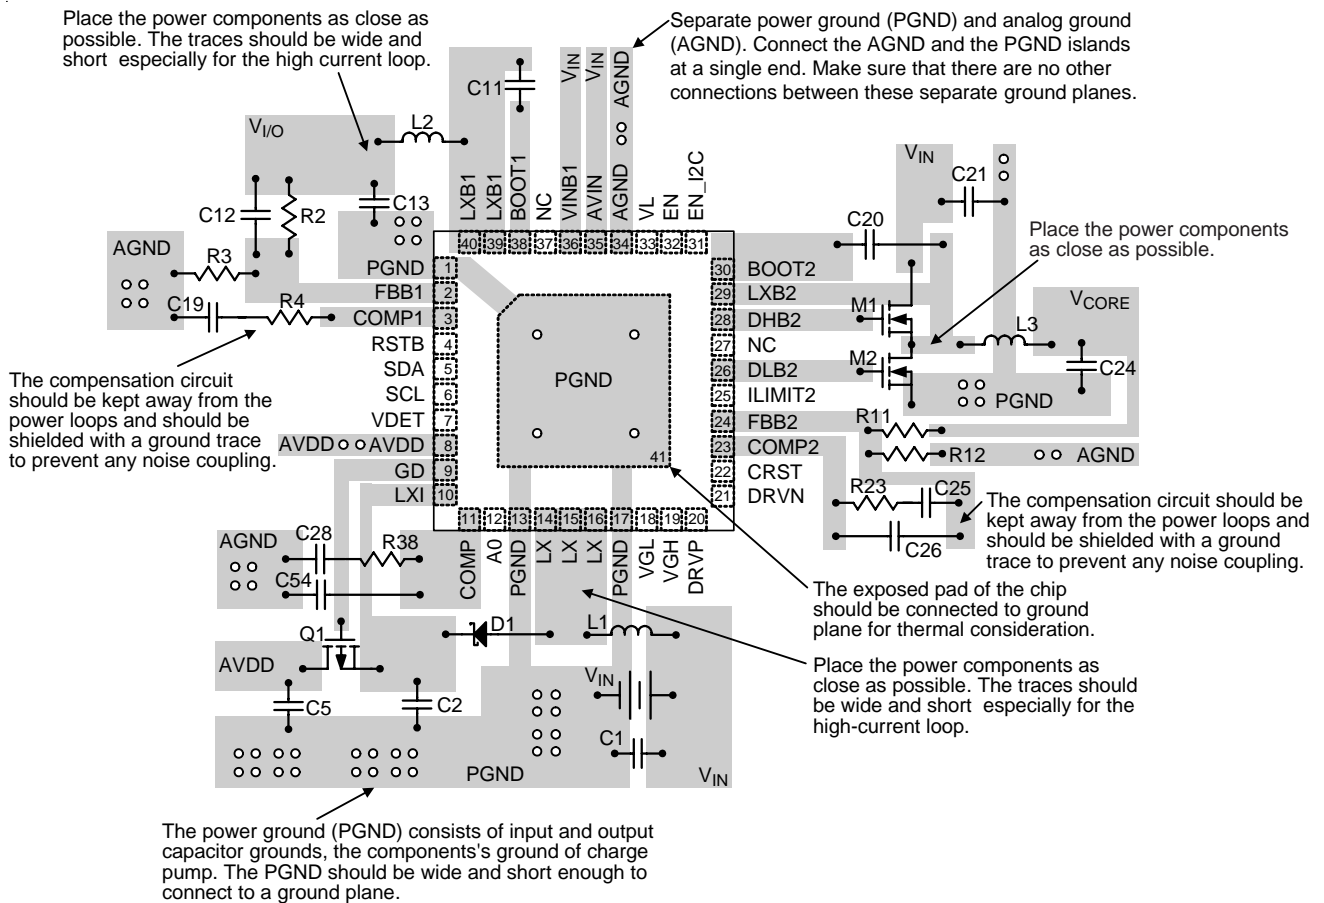 Place the power components as close as
possible. The traces should be wide and
short especially for the high current loop.
Separate power ground (PGND) and analog ground
(AGND). Connect the AGND and the PGND islands
at a single end. Make sure that there are no other
connections between these separate ground planes.
C11
VIN
VIN
AGND
VI/O
L2
LXB1
LXB1
BOOT1
NC
VINB1
AVIN
AGND
VL
EN
EN_I2C
VIN
C21
C12
R2
C13
C20
Place the power components
as close as possible.
AGND
R3
C19
R4
40
39
38
37
36
35
34
33
32
31
PGND
1
FBB1
2
COMP1
3
RSTB
4
SDA
5
SCL
6
VDET
7
AVDD
AVDD
8
GD
9
LXI
10
PGND
41
30
BOOT2
29
LXB2
28
DHB2
27
NC
26
DLB2
25
ILIMIT2
24
FBB2
23
COMP2
22
CRST
21
DRVN
M1
M2
VCORE
L3
C24
PGND
R11
R12
AGND
R23
C25
C26
The compensation circuit
should be kept away from the
power loops and should be
shielded with a ground trace
to prevent any noise coupling.
The compensation circuit should be
kept away from the power loops and
should be shielded with a ground
trace to prevent any noise coupling.
11
12
13
14
15
16
17
18
19
20
COMP
A0
PGND
LX
LX
LX
PGND
VGL
VGH
DRVP
AGND
C28
R38
C54
The exposed pad of the chip
should be connected to ground
plane for thermal consideration.
Q1
D1
L1
AVDD
C5
C2
VIN
C1
PGND
VIN
Place the power components as
close as possible. The traces should
be wide and short especially for the
high-current loop.
The power ground (PGND) consists of input and output
capacitor grounds, the components's ground of charge
pump. The PGND should be wide and short enough to
connect to a ground plane.